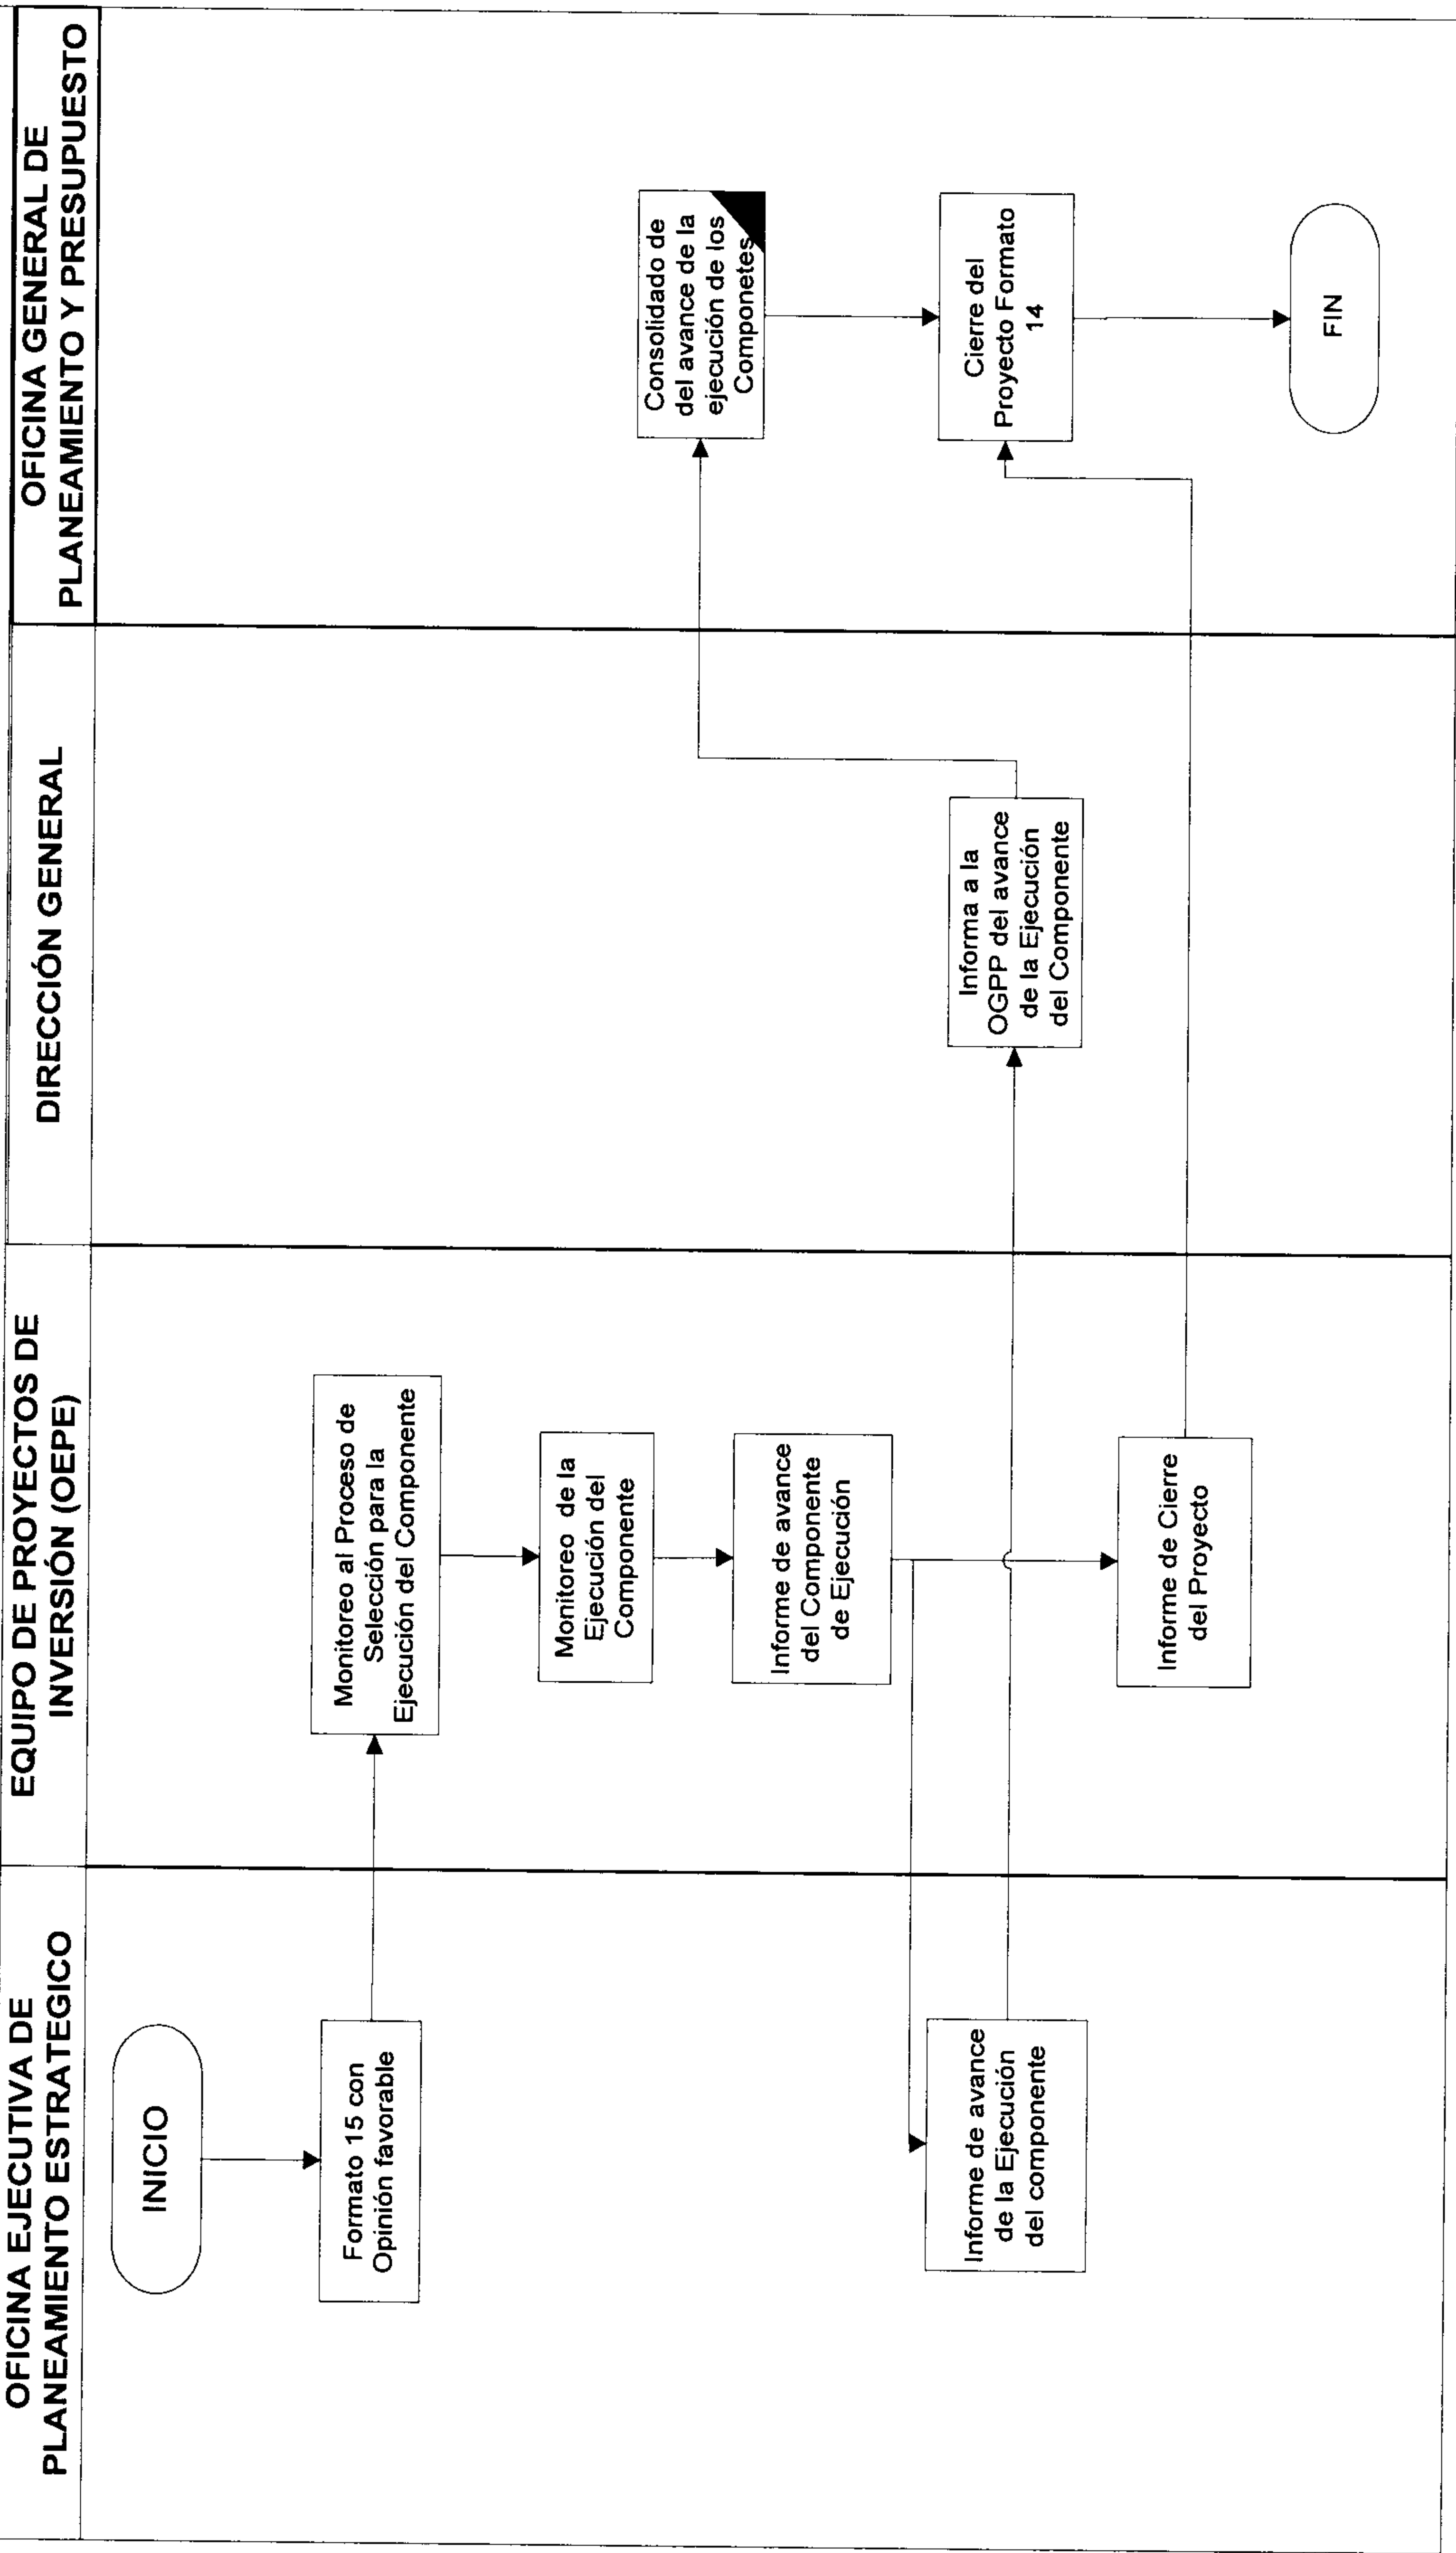 OFICINA EJECUTIVA DE
PLANEAMIENTO ESTRATEGICO
EQUIPO DE PROYECTOS DE
INVERSIÓN (OEPE)
DIRECCIÓN GENERAL
OFICINA GENERAL DE
PLANEAMIENTO Y PRESUPUESTO
INICIO
Formato 15 con
Opinión favorable
Monitoreo al Proceso de
Selección para la
Ejecución del Componente
Monitoreo de la
Ejecución del
Componente
Informe de avance
del Componente
de Ejecución
Informe de avance
de la Ejecución
del componente
Informa a la
OGPP del avance
de la Ejecución
del Componente
Consolidado de
del avance de la
ejecución de los
Componetes
Informe de Cierre
del Proyecto
Cierre del
Proyecto Formato
14
FIN